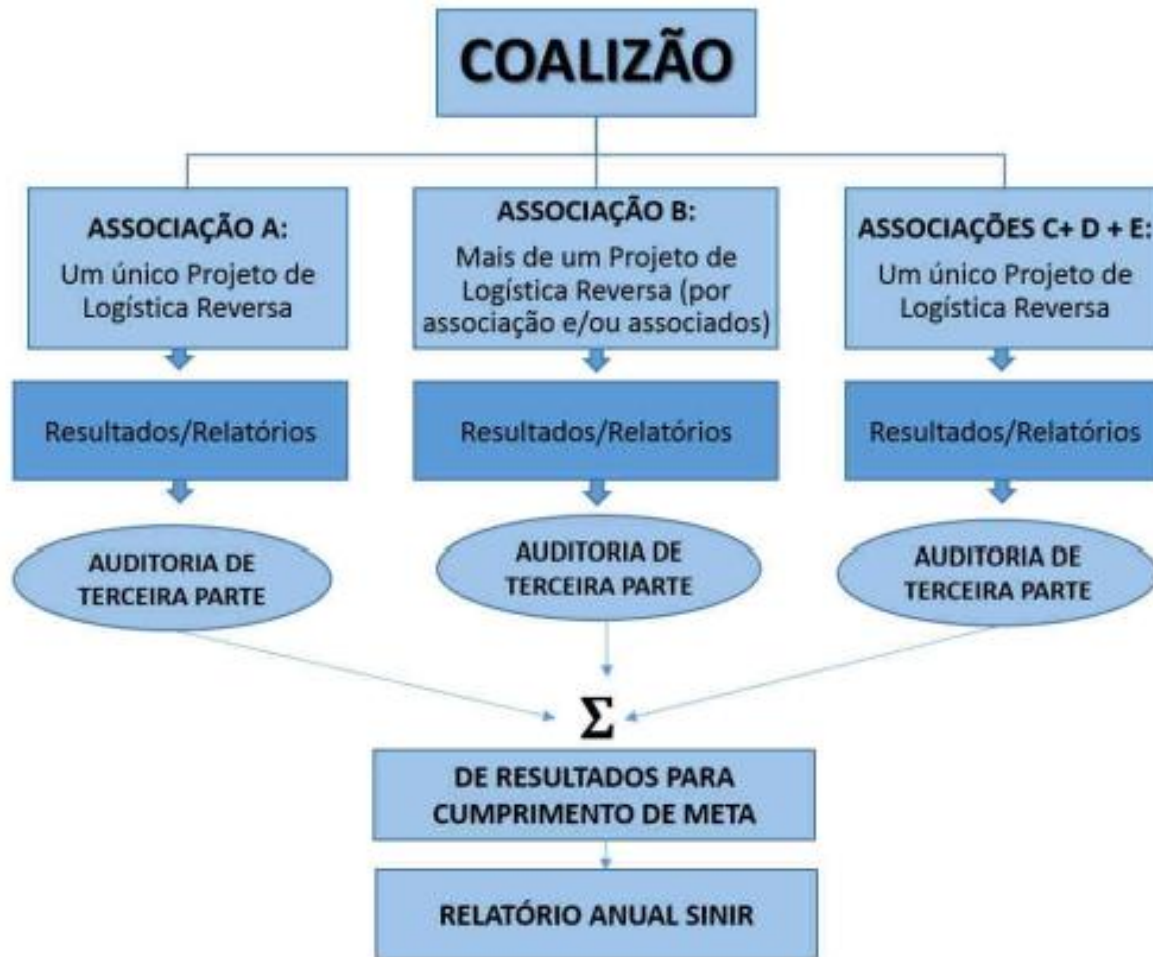 COALIZÃO
ASSOCIAÇÃO A:
Um único Projeto de
Logística Reversa
ASSOCIAÇÃO B:
Mais de um Projeto de
Logística Reversa (por
associação e/ou associados)
ASSOCIAÇÕES C+ D + E:
Um único Projeto de
Logística Reversa
Resultados/Relatórios
Resultados/Relatórios
Resultados/Relatórios
AUDITORIA DE
TERCEIRA PARTE
AUDITORIA DE
TERCEIRA PARTE
AUDITORIA DE
TERCEIRA PARTE
Σ
DE RESULTADOS PARA
CUMPRIMENTO DE META
RELATÓRIO ANUAL SINIR